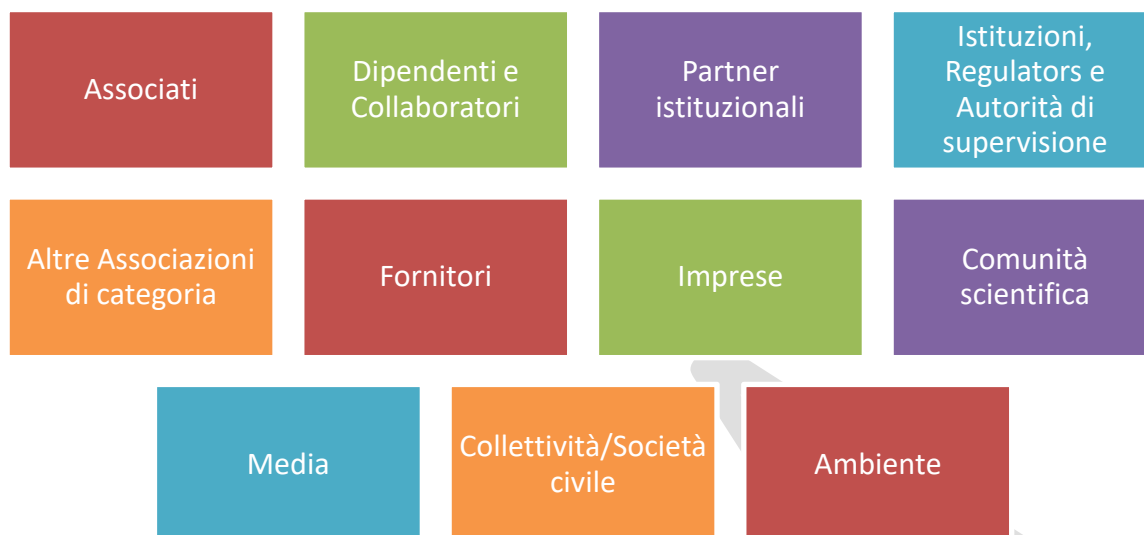 Associati
Dipendenti e
Collaboratori
Partner
istituzionali
Istituzioni,
Regulators e
Autorità di
supervisione
Altre Associazioni
di categoria
Fornitori
Imprese
Comunità
scientifica
Media
Collettività/Società
civile
Ambiente